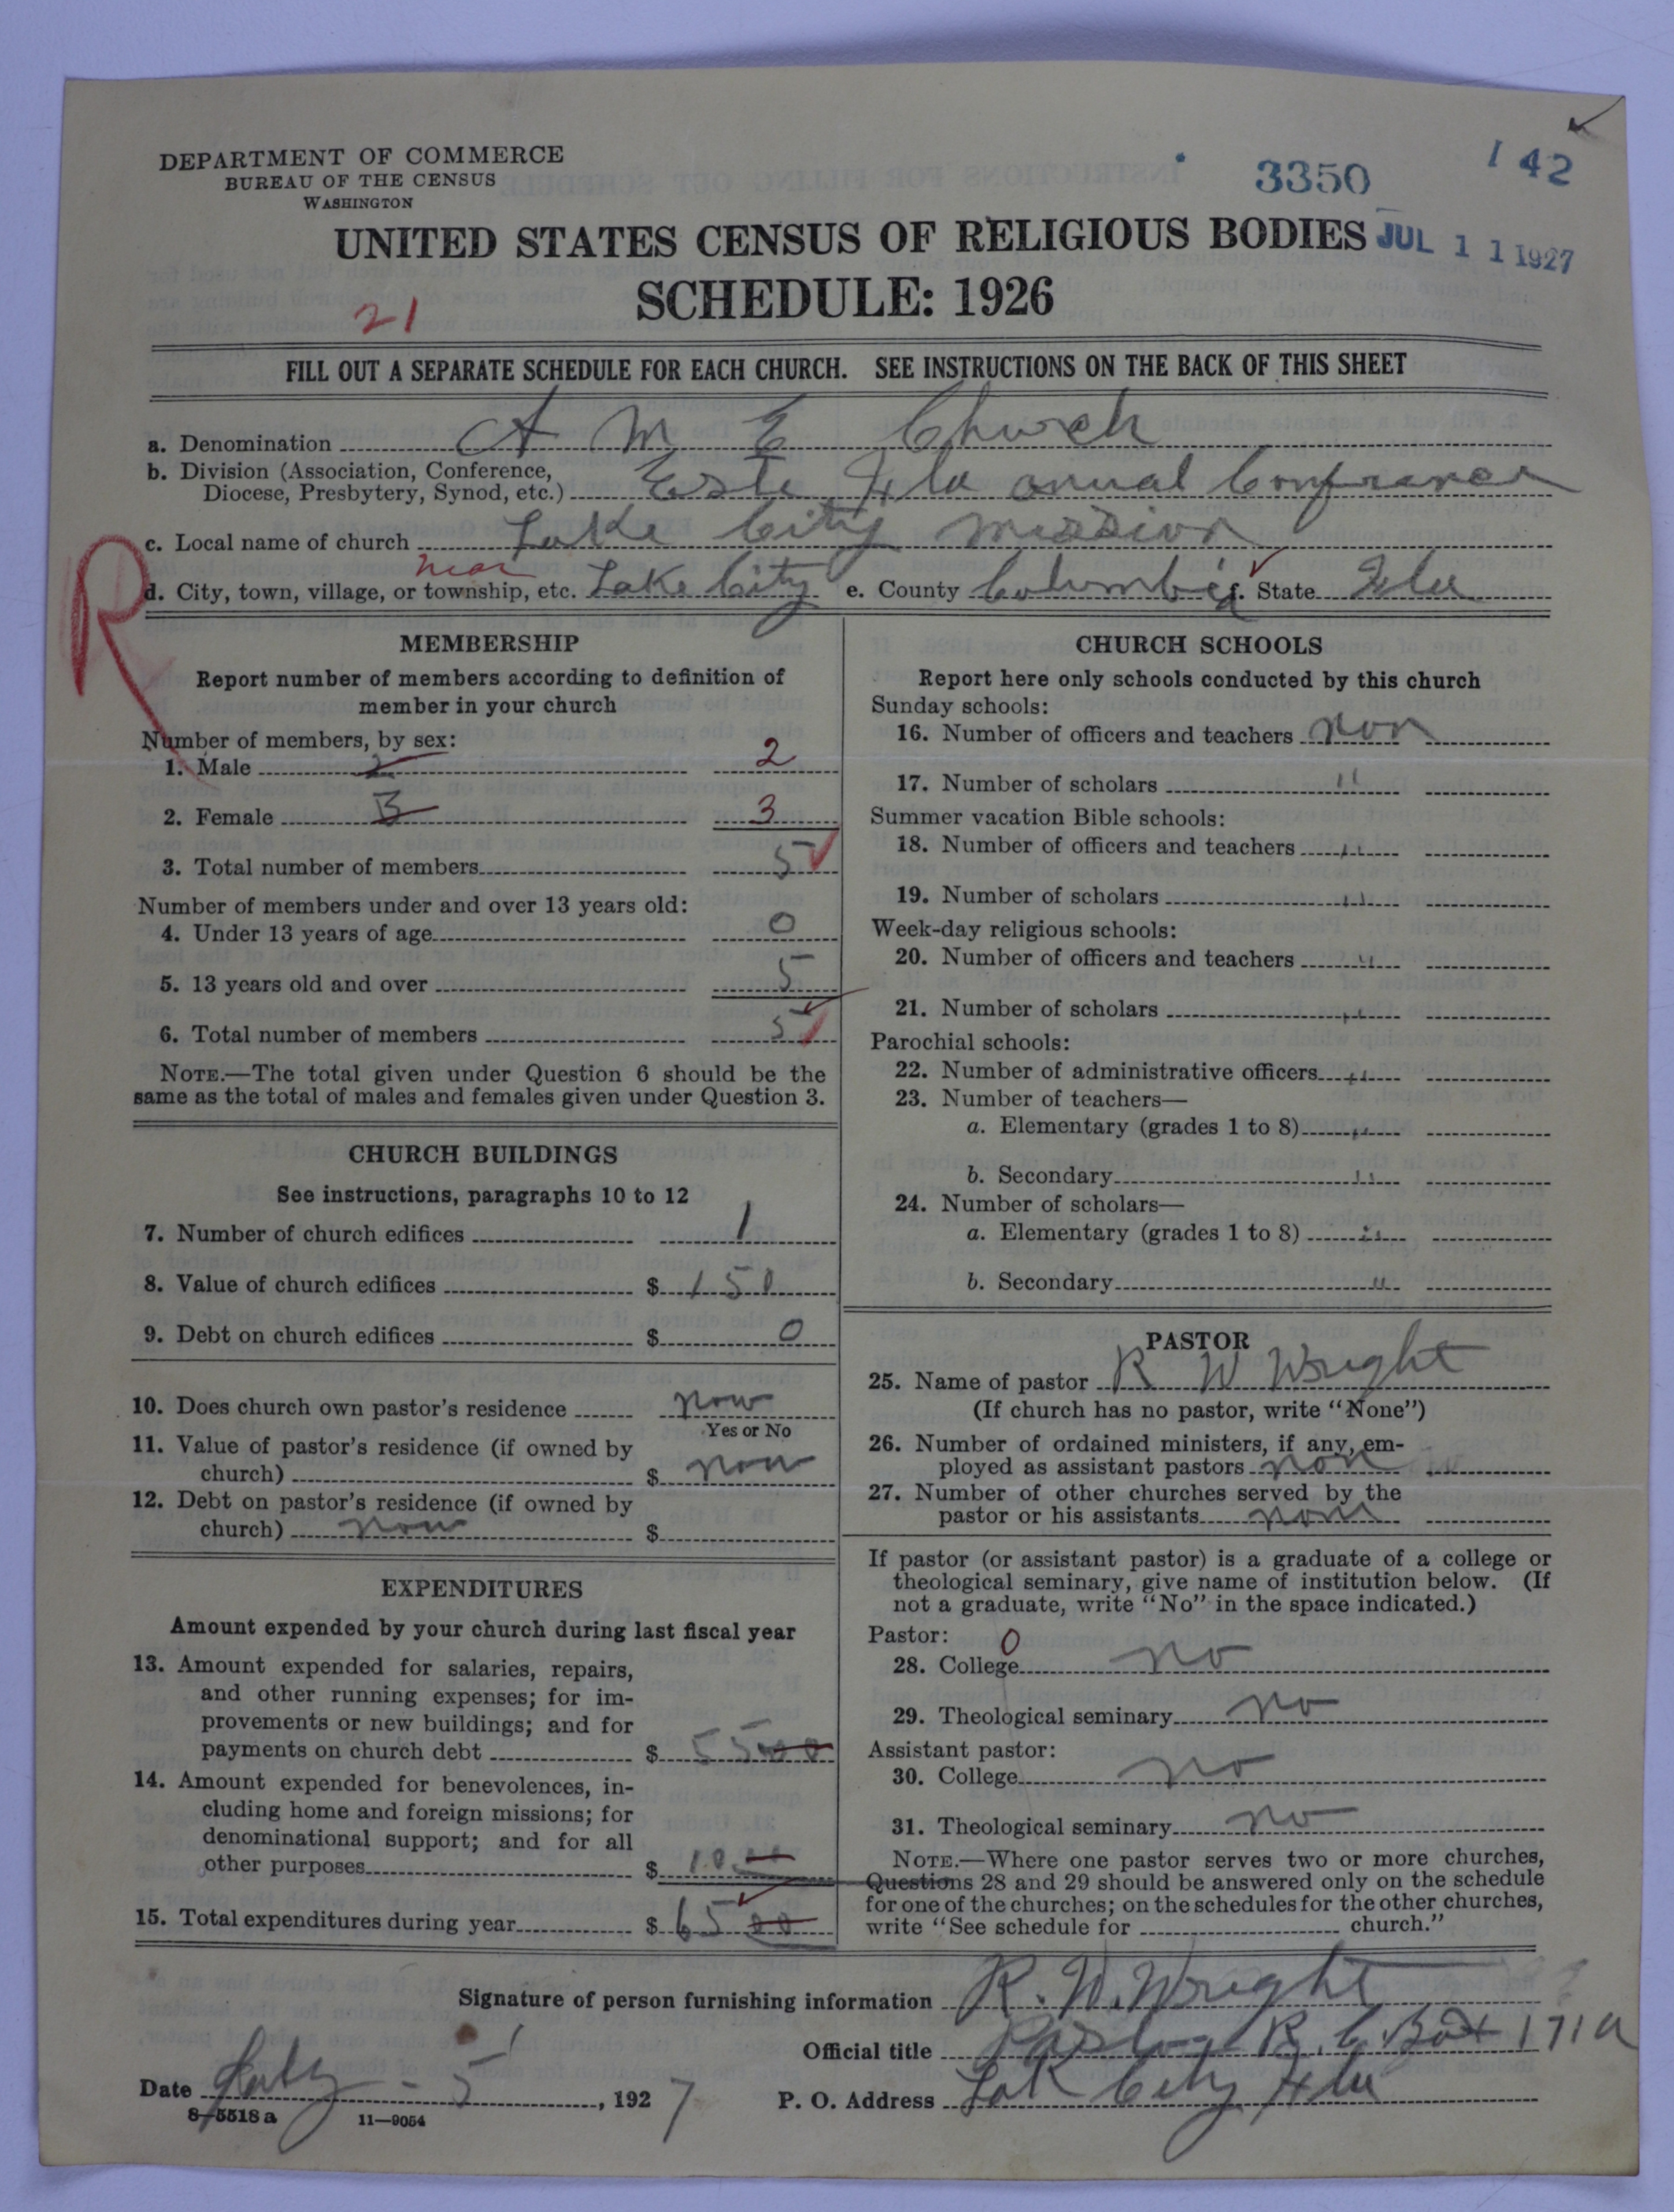 DEPARTMENT OF COMMERCE
BUREAU OF THE CENSUS
WASHINGTON
3350
142
UNITED STATES CENSUS OF RELIGIOUS BODIES
JUL 11 1927
SCHEDULE: 1926
21
FILL OUT A SEPARATE SCHEDULE FOR EACH CHURCH. SEE INSTRUCTIONS ON THE BACK OF THIS SHEET
a. Denomination A M E Church
b. Division (Association, Conference,
Diocese, Presbytery, Synod, etc.) Fla
c. Local name of church Lake City mission
R
near
d. City, town, village, or township, etc. Lake City e. County Columbia f. State Fla
MEMBERSHIP
Report number of members according to definition of
member in your church
Number of members, by sex:
1. Male 2 2
2. Female 3 3
3. Total number of members 5
Number of members under and over 13 years old:
4. Under 13 years of age 0
5. 13 years old and over 5
6. Total number of members 5
NOTE.—The total given under Question 6 should be the
same as the total of males and females given under Question 3.
CHURCH BUILDINGS
See instructions, paragraphs 10 to 12
7. Number of church edifices 1
8. Value of church edifices $ 150
9. Debt on church edifices $ 0
10. Does church own pastor's residence non
Yes or No
11. Value of pastor's residence (if owned by
church) $ non
12. Debt on pastor's residence (if owned by
church) non $
EXPENDITURES
Amount expended by your church during last fiscal year
13. Amount expended for salaries, repairs,
and other running expenses; for im-
provements or new buildings; and for
payments on church debt $ 55 00
14. Amount expended for benevolences, in-
cluding home and foreign missions; for
denominational support; and for all
other purposes $ 10
15. Total expenditures during year $ 65 00
CHURCH SCHOOLS
Report here only schools conducted by this church
Sunday schools:
16. Number of officers and teachers non
17. Number of scholars "
Summer vacation Bible schools:
18. Number of officers and teachers "
19. Number of scholars "
Week-day religious schools:
20. Number of officers and teachers "
21. Number of scholars "
Parochial schools:
22. Number of administrative officers "
23. Number of teachers—
a. Elementary (grades 1 to 8) "
b. Secondary "
24. Number of scholars—
a. Elementary (grades 1 to 8) "
b. Secondary "
PASTOR
25. Name of pastor R W Wright
(If church has no pastor, write "None")
26. Number of ordained ministers, if any, em-
ployed as assistant pastors non
27. Number of other churches served by the
pastor or his assistants non
If pastor (or assistant pastor) is a graduate of a college or
theological seminary, give name of institution below. (If
not a graduate, write "No" in the space indicated.)
Pastor: 0
28. College no
29. Theological seminary no
Assistant pastor:
30. College no
31. Theological seminary no
NOTE.—Where one pastor serves two or more churches,
Questions 28 and 29 should be answered only on the schedule
for one of the churches; on the schedules for the other churches,
write "See schedule for church."
Signature of person furnishing information R. W. Wright
Official title Pastor Box 171 a
Date July - 5, 1927 P. O. Address Lak City Fla
8—5518 a 11—9054